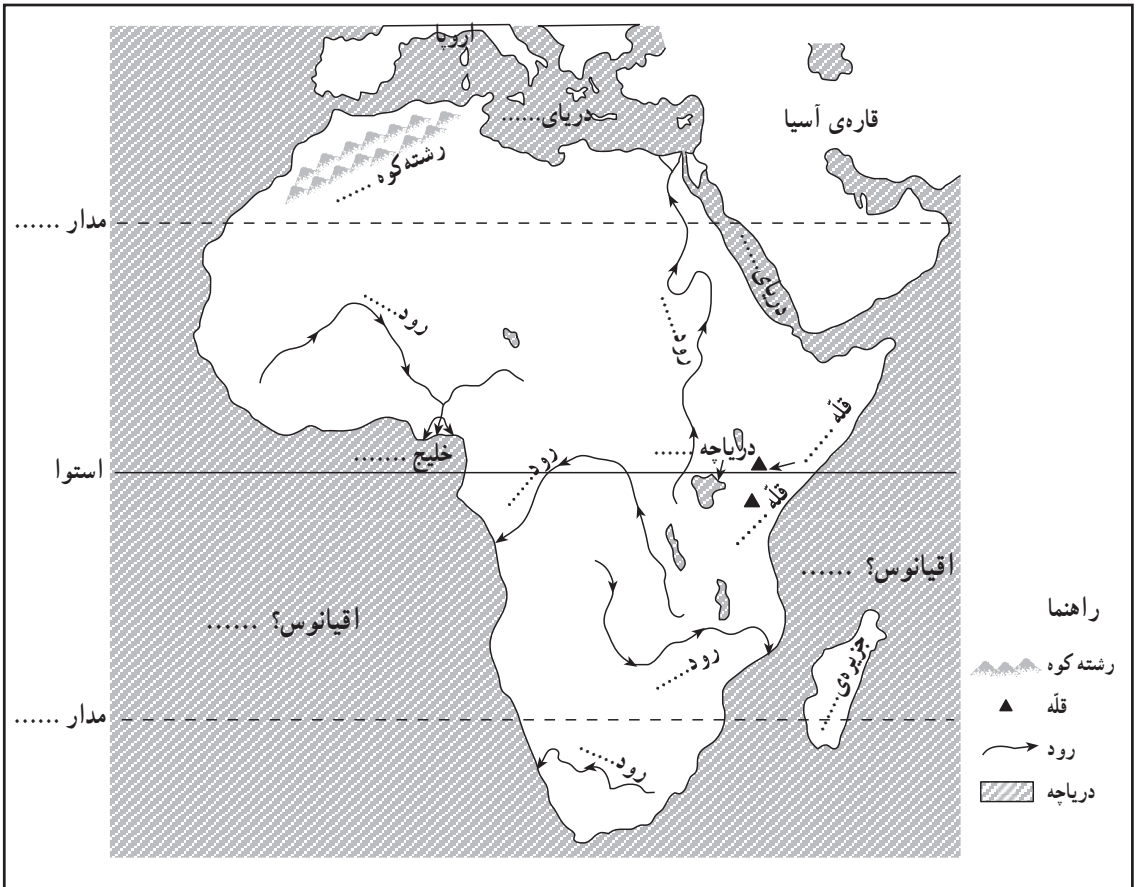 اروپا
دریای......
قاره‌ی آسیا
رشته‌کوه ......
مدار ......
دریای......
رود......
رود......
قلّه ......
دریاچه ......
خلیج .......
رود......
استوا
قلّه ......
اقیانوس؟ ......
اقیانوس؟ ......
رود......
جزیره‌ی......
مدار ......
رود......
راهنما
رشته کوه
قلّه
رود
دریاچه